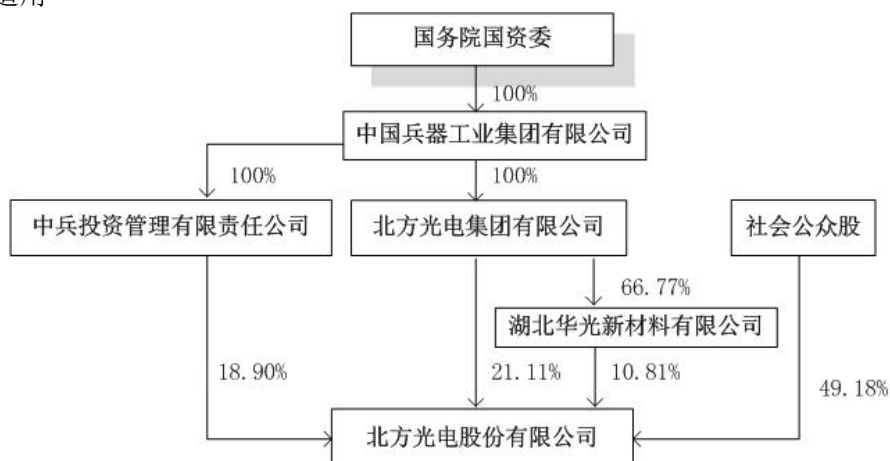 国务院国资委
100%
中国兵器工业集团有限公司
100%
100%
中兵投资管理有限责任公司
北方光电集团有限公司
社会公众股
66.77%
湖北华光新材料有限公司
18.90%
21.11%
10.81%
49.18%
北方光电股份有限公司